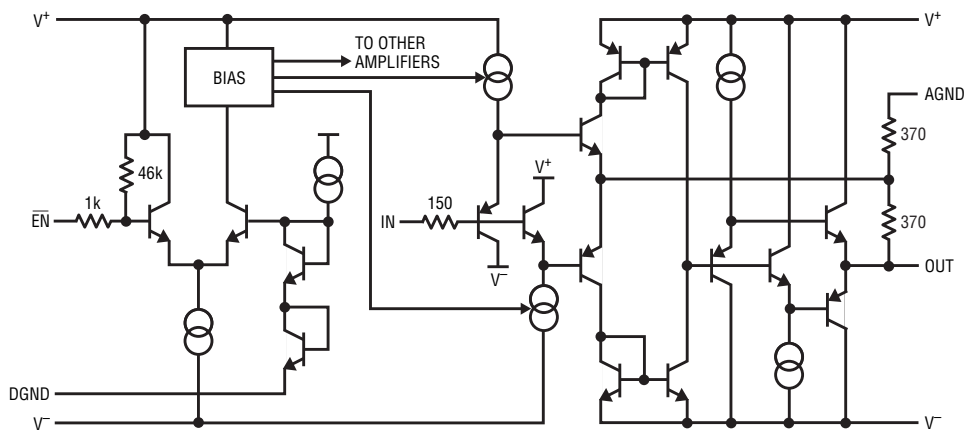 V+
V+
TO OTHER
AMPLIFIERS
BIAS
AGND
370
46k
V+
1k
150
EN
IN
370
V–
OUT
DGND
V–
V–